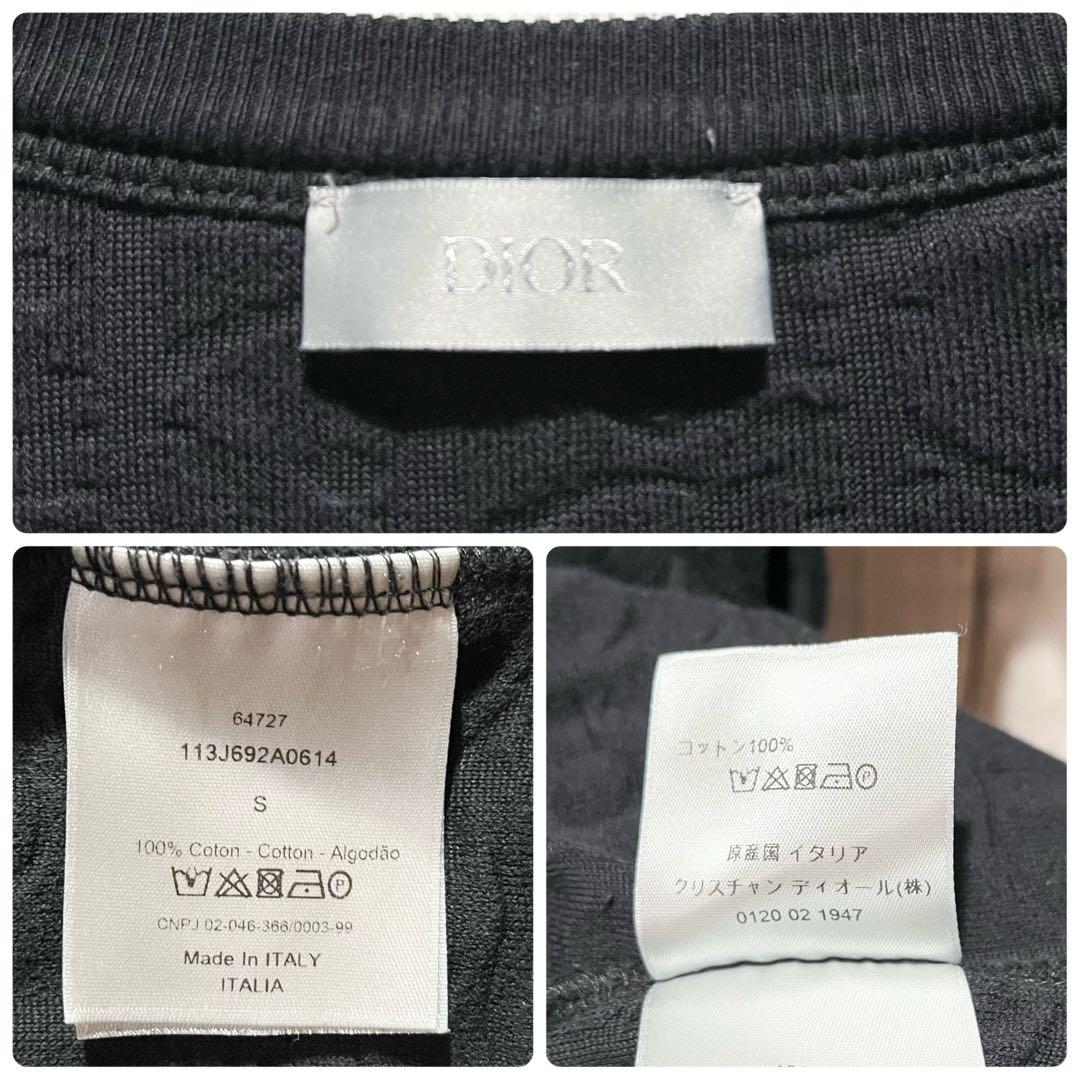 DIOR
64727
113J692A0614
S
100% Coton - Cotton - Algodão
CNPJ 02-046-366/0003-99
Made in ITALY
ITALIA
コットン100%
原産国 イタリア
クリスチャン ディオール(株)
0120 02 1947